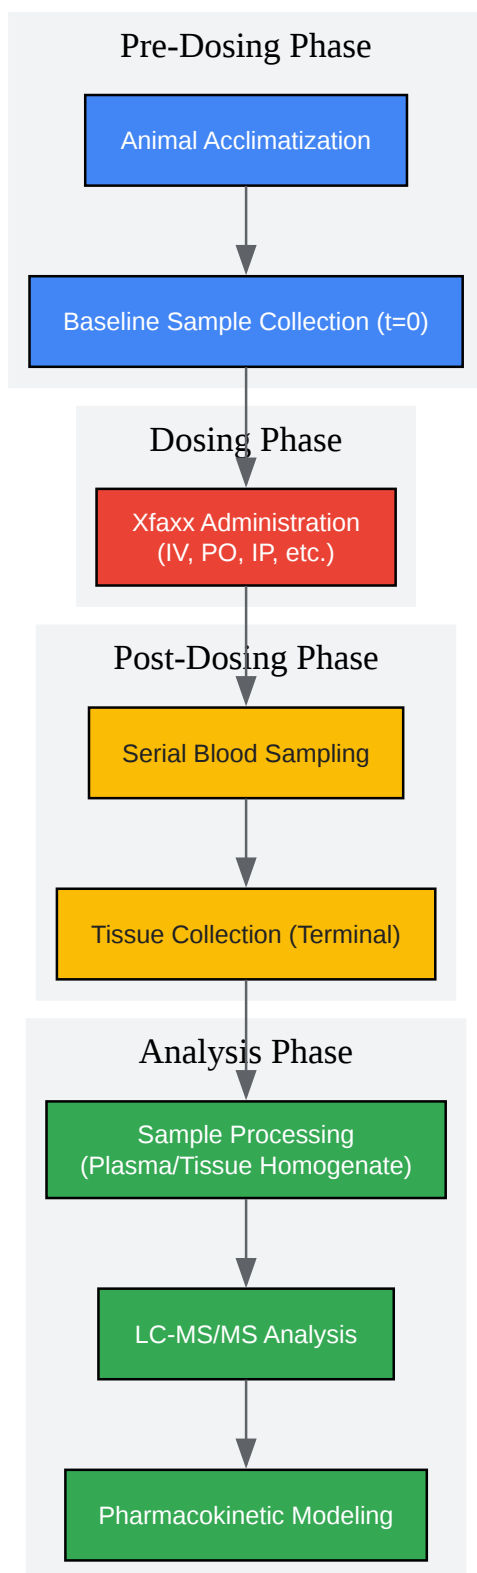 Pre-Dosing Phase
Animal Acclimatization
Baseline Sample Collection (t=0)
Dosing Phase
Xfaxx Administration
(IV, PO, IP, etc.)
Post-Dosing Phase
Serial Blood Sampling
Tissue Collection (Terminal)
Analysis Phase
Sample Processing
(Plasma/Tissue Homogenate)
LC-MS/MS Analysis
Pharmacokinetic Modeling